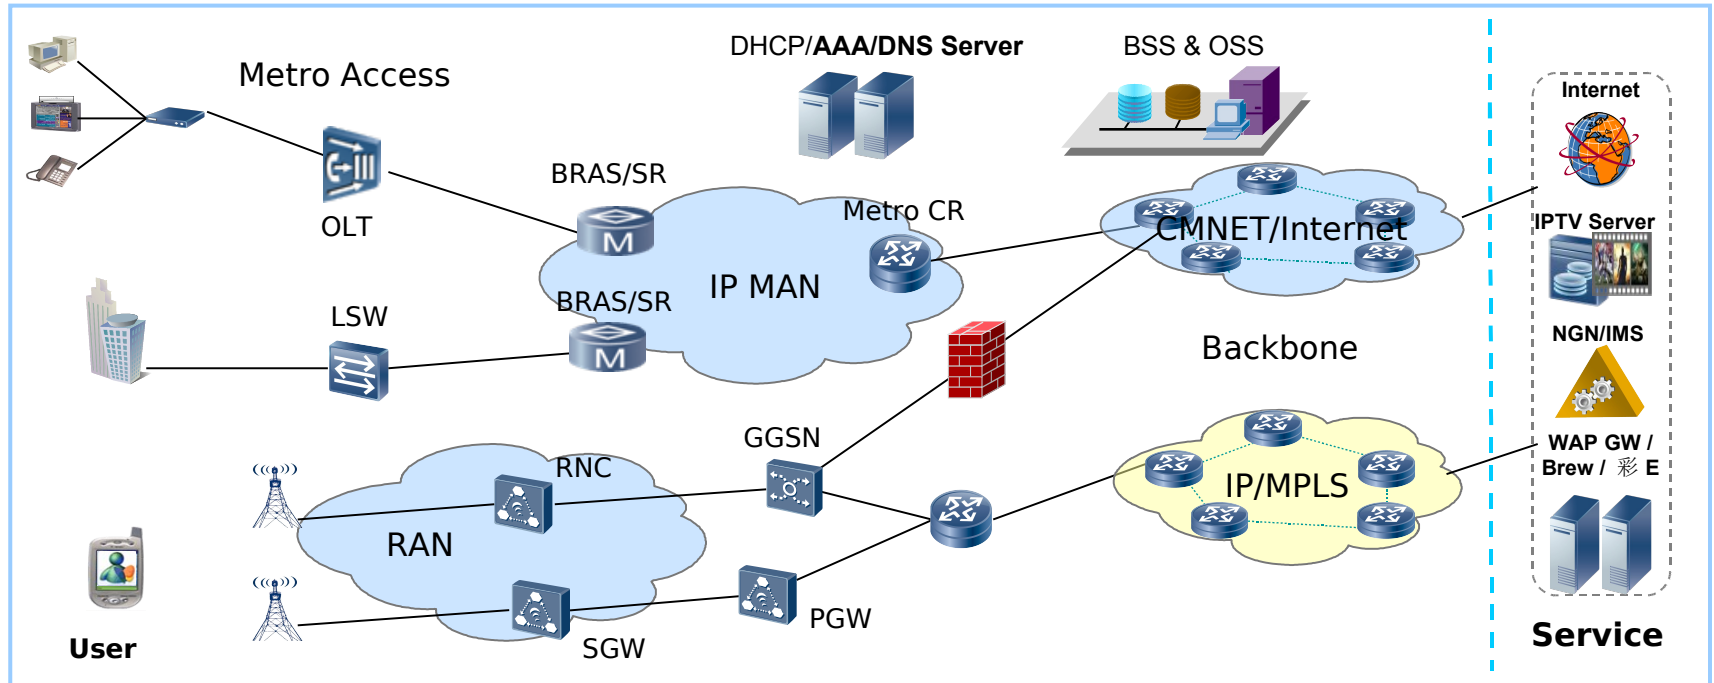 DHCP/AAA/DNS Server
BSS & OSS
Metro Access
Internet
BRAS/SR
OLT
Metro CR
CMNET/Internet
IPTV Server
IP MAN
BRAS/SR
LSW
Backbone
NGN/IMS
GGSN
WAP GW /
Brew / 彩 E
RNC
IP/MPLS
RAN
PGW
SGW
User
Service
M
M